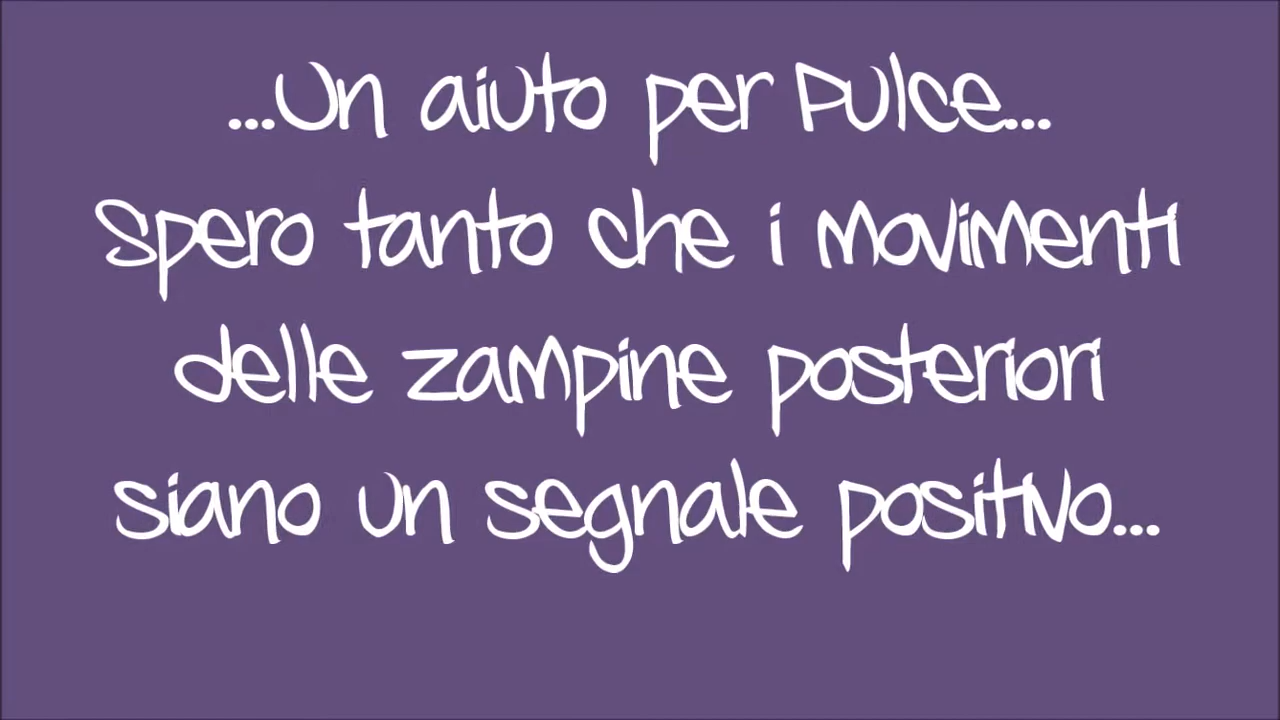 ...Un aiuto per Pulce...
Spero tanto che i movimenti
delle zampine posteriori
siano un segnale positivo...